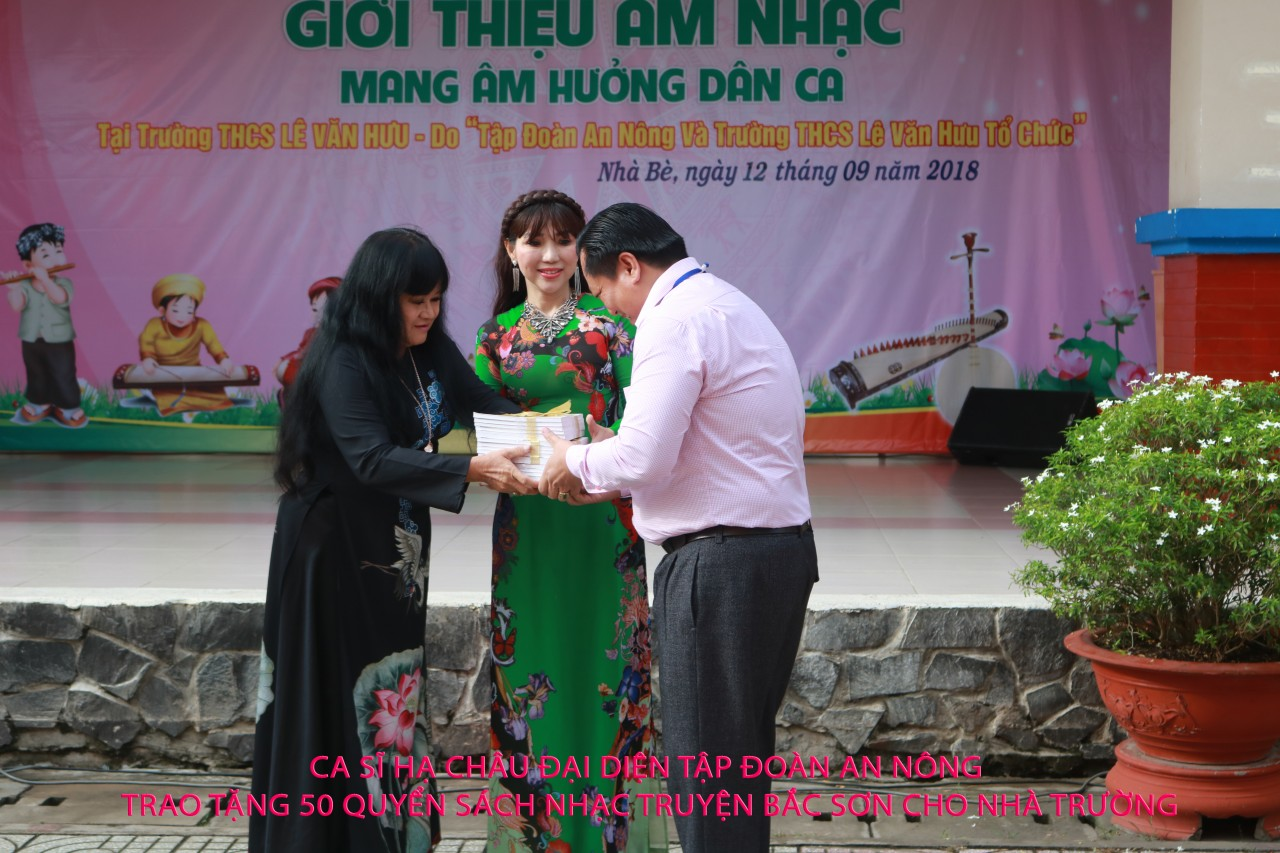 GIỚI THIỆU ÂM NHẠC
MANG ÂM HƯỞNG DÂN CA
Tại Trường THCS LÊ VĂN HƯU - Do "Tập Đoàn An Nông Và Trường THCS Lê Văn Hưu Tổ Chức"
Nhà Bè, ngày 12 tháng 09 năm 2018
CA SĨ HẠ CHÂU ĐẠI DIỆN TẬP ĐOÀN AN NÔNG
TRAO TẶNG 50 QUYỂN SÁCH NHẠC TRUYỆN BẮC SƠN CHO NHÀ TRƯỜNG